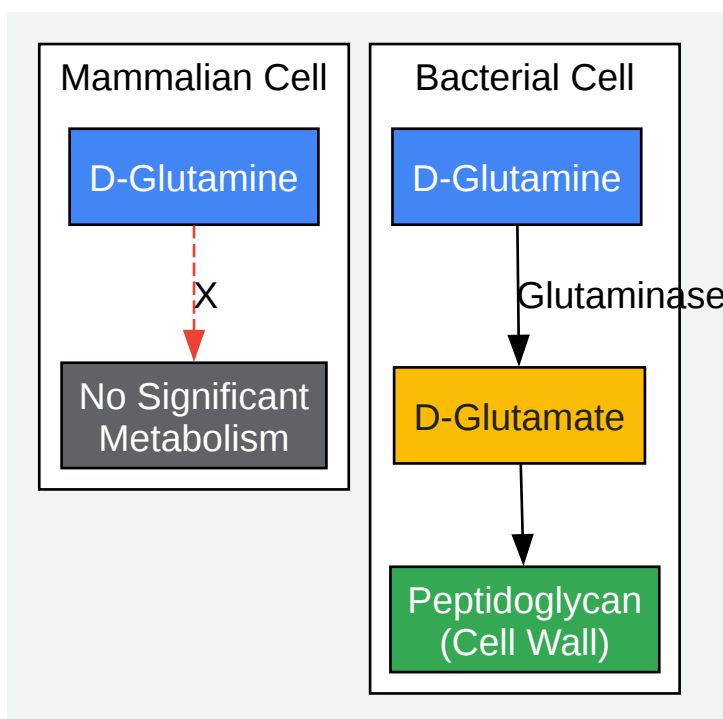 Mammalian Cell
D-Glutamine
X
No Significant
Metabolism
Bacterial Cell
D-Glutamine
Glutaminase
D-Glutamate
Peptidoglycan
(Cell Wall)